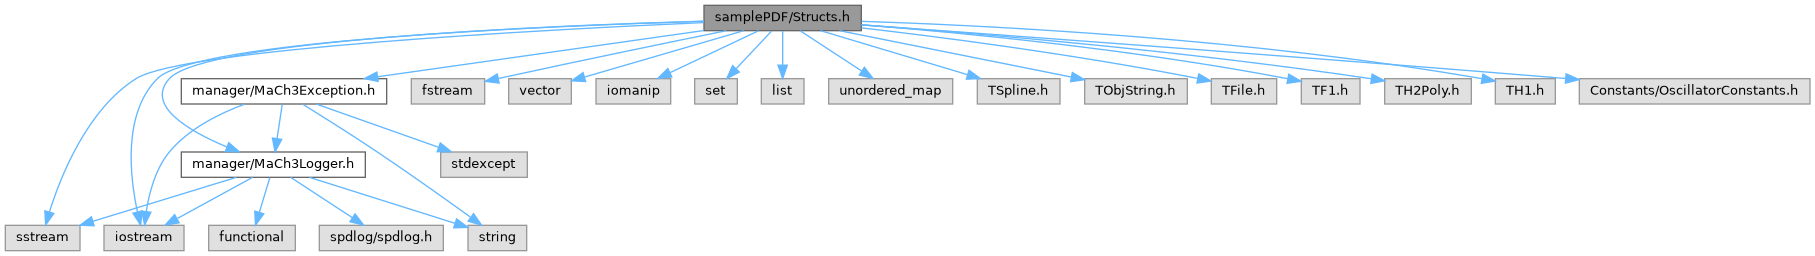 samplePDF/Structs.h
manager/MaCh3Exception.h
fstream
vector
iomanip
set
list
unordered_map
TSpline.h
TObjString.h
TFile.h
TF1.h
TH2Poly.h
TH1.h
Constants/OscillatorConstants.h
manager/MaCh3Logger.h
stdexcept
sstream
iostream
functional
spdlog/spdlog.h
string